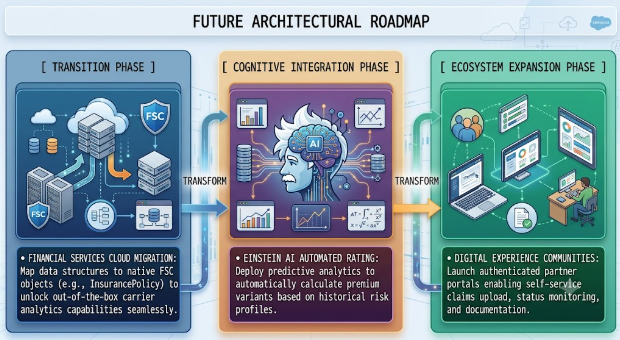 FUTURE ARCHITECTURAL ROADMAP
[ TRANSITION PHASE ]
FSC
FSC
• FINANCIAL SERVICES CLOUD MIGRATION:
Map data structures to native FSC
objects (e.g., InsurancePolicy) to
unlock out-of-the-box carrier
analytics capabilities seamlessly.
TRANSFORM
[ COGNITIVE INTEGRATION PHASE ]
AI
• EINSTEIN AI AUTOMATED RATING:
Deploy predictive analytics to
automatically calculate premium
variants based on historical risk
profiles.
TRANSFORM
[ ECOSYSTEM EXPANSION PHASE ]
• DIGITAL EXPERIENCE COMMUNITIES:
Launch authenticated partner
portals enabling self-service
claims upload, status monitoring,
and documentation.